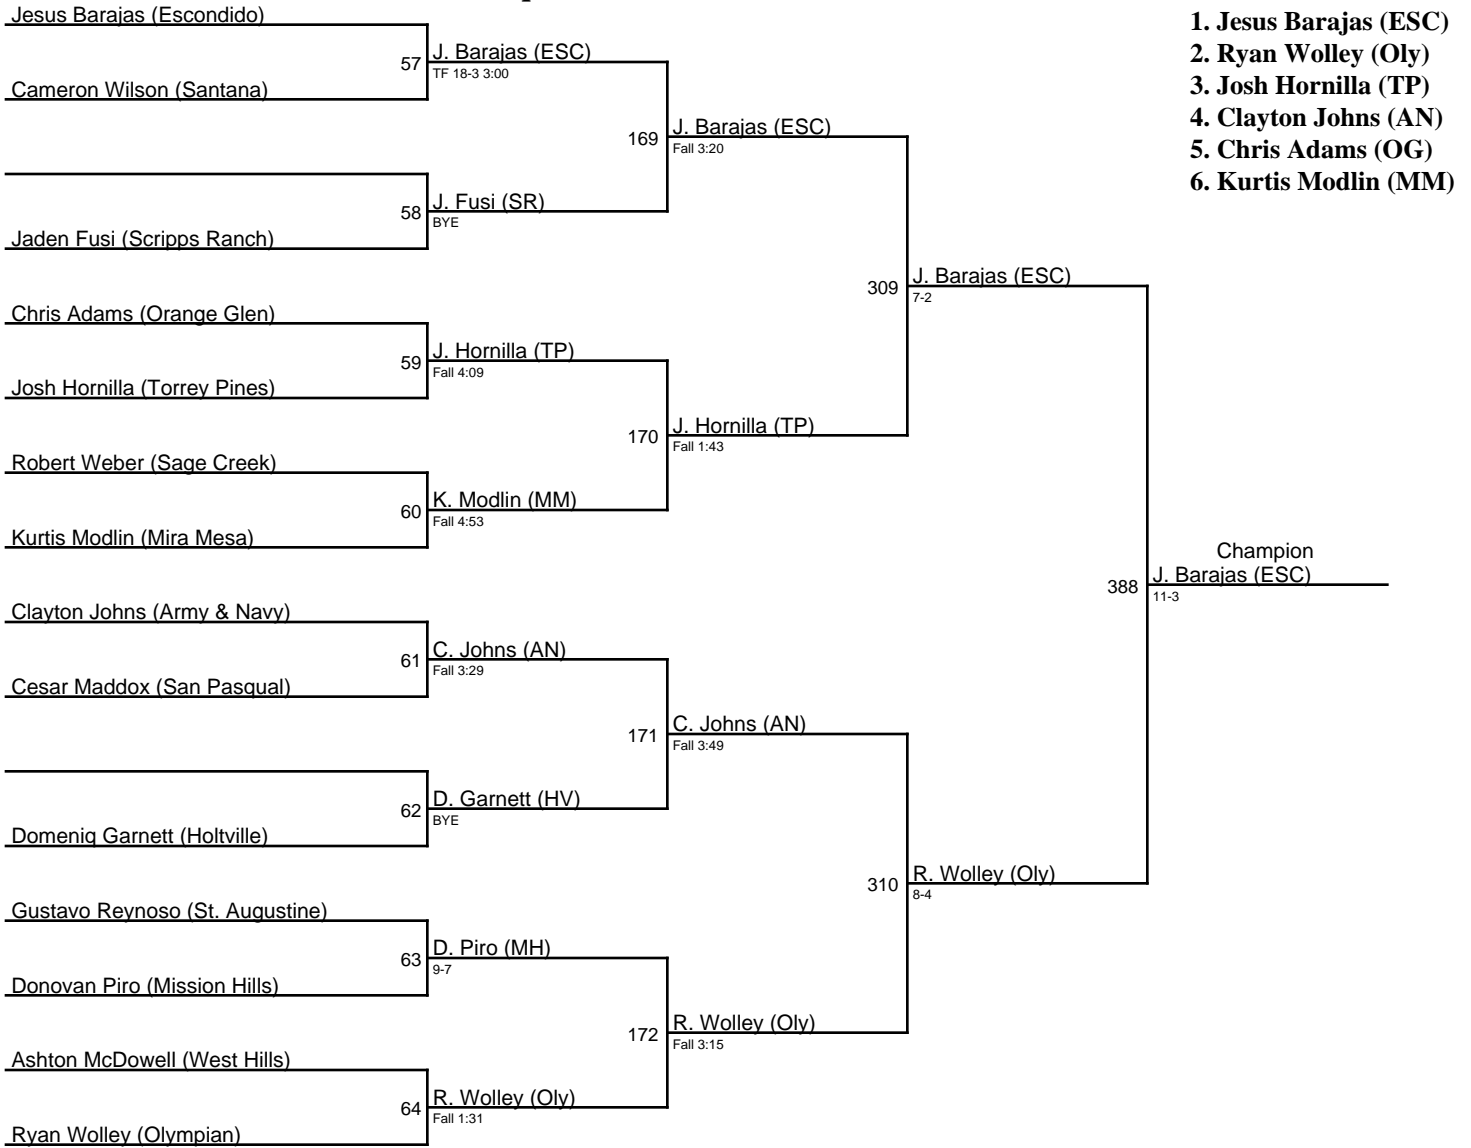 Jesus Barajas (Escondido)
57
J. Barajas (ESC)
TF 18-3 3:00
Cameron Wilson (Santana)
169
J. Barajas (ESC)
Fall 3:20
58
J. Fusi (SR)
BYE
Jaden Fusi (Scripps Ranch)
309
J. Barajas (ESC)
7-2
Chris Adams (Orange Glen)
59
J. Hornilla (TP)
Fall 4:09
Josh Hornilla (Torrey Pines)
170
J. Hornilla (TP)
Fall 1:43
Robert Weber (Sage Creek)
60
K. Modlin (MM)
Fall 4:53
Kurtis Modlin (Mira Mesa)
388
Champion
J. Barajas (ESC)
11-3
Clayton Johns (Army & Navy)
61
C. Johns (AN)
Fall 3:29
Cesar Maddox (San Pasqual)
171
C. Johns (AN)
Fall 3:49
62
D. Garnett (HV)
BYE
Domeniq Garnett (Holtville)
310
R. Wolley (Oly)
8-4
Gustavo Reynoso (St. Augustine)
63
D. Piro (MH)
9-7
Donovan Piro (Mission Hills)
172
R. Wolley (Oly)
Fall 3:15
Ashton McDowell (West Hills)
64
R. Wolley (Oly)
Fall 1:31
Ryan Wolley (Olympian)
1. Jesus Barajas (ESC)
2. Ryan Wolley (Oly)
3. Josh Hornilla (TP)
4. Clayton Johns (AN)
5. Chris Adams (OG)
6. Kurtis Modlin (MM)